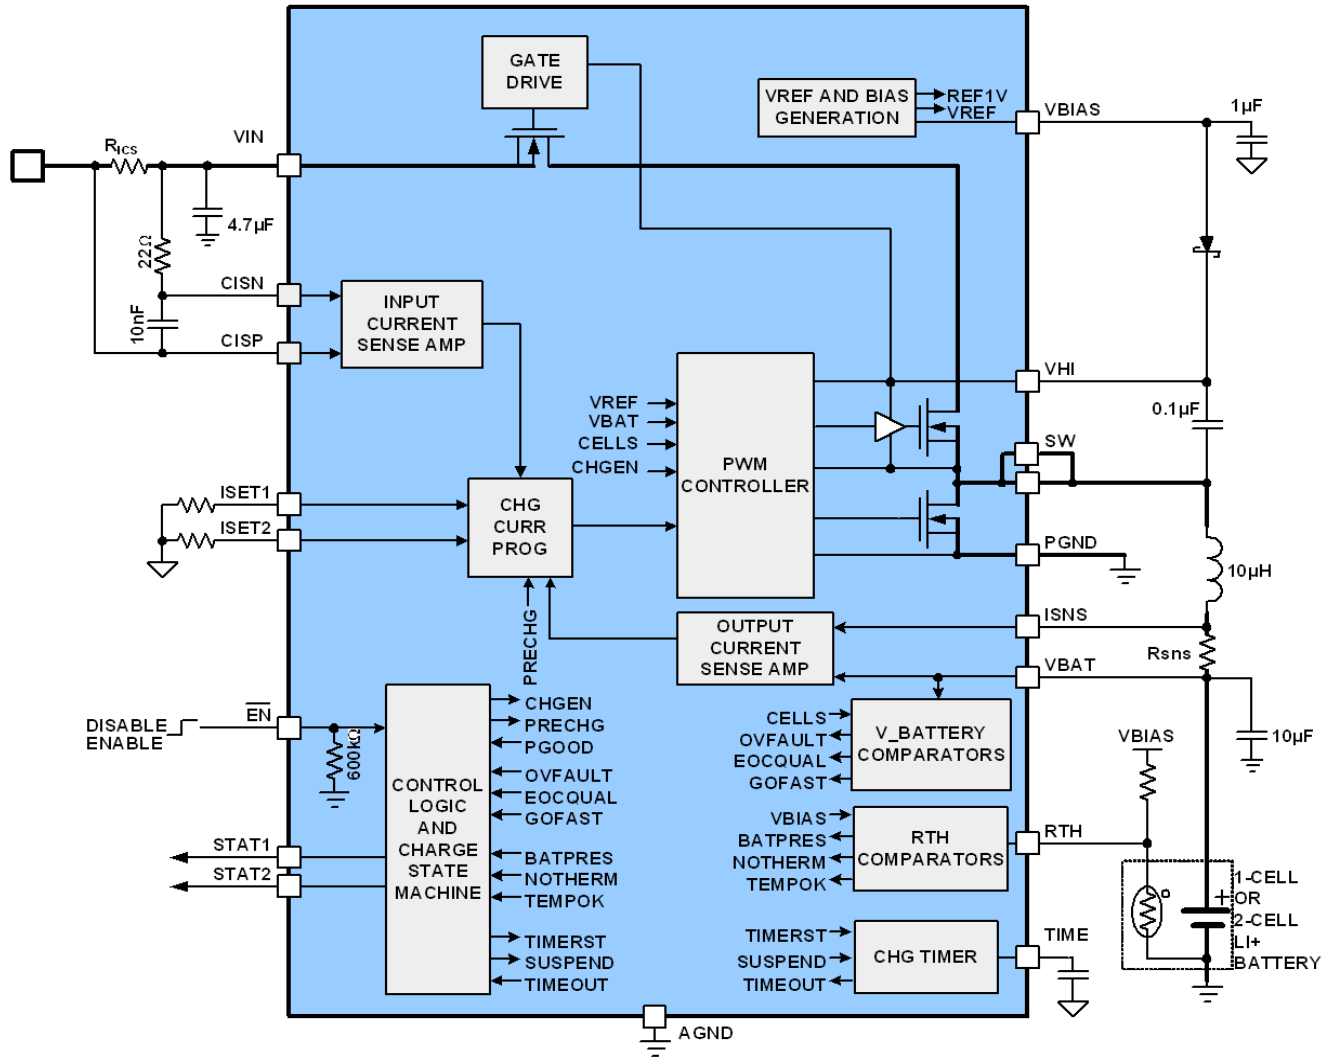 GATE
DRIVE
VREF AND BIAS
GENERATION
REF1V
VREF
VBIAS
1µF
RICS
VIN
4.7µF
22Ω
10nF
CISN
CISP
INPUT
CURRENT
SENSE AMP
VHI
0.1µF
SW
VREF
VBAT
CELLS
CHGEN
PWM
CONTROLLER
ISET1
ISET2
CHG
CURR
PROG
PRECHG
PGND
10µH
OUTPUT
CURRENT
SENSE AMP
ISNS
Rsns
VBAT
10µF
DISABLE
ENABLE
EN
600kΩ
STAT1
STAT2
CONTROL
LOGIC
AND
CHARGE
STATE
MACHINE
CHGEN
PRECHG
PGOOD
OVFAULT
EOCQUAL
GOFAST
BATPRES
NOTHERM
TEMPOK
TIMERST
SUSPEND
TIMEOUT
CELLS
OVFAULT
EOCQUAL
GOFAST
V_BATTERY
COMPARATORS
VBIAS
BATPRES
NOTHERM
TEMPOK
RTH
COMPARATORS
RTH
VBIAS
TIMERST
SUSPEND
TIMEOUT
CHG TIMER
TIME
1-CELL
OR
2-CELL
LI+
BATTERY
+
AGND